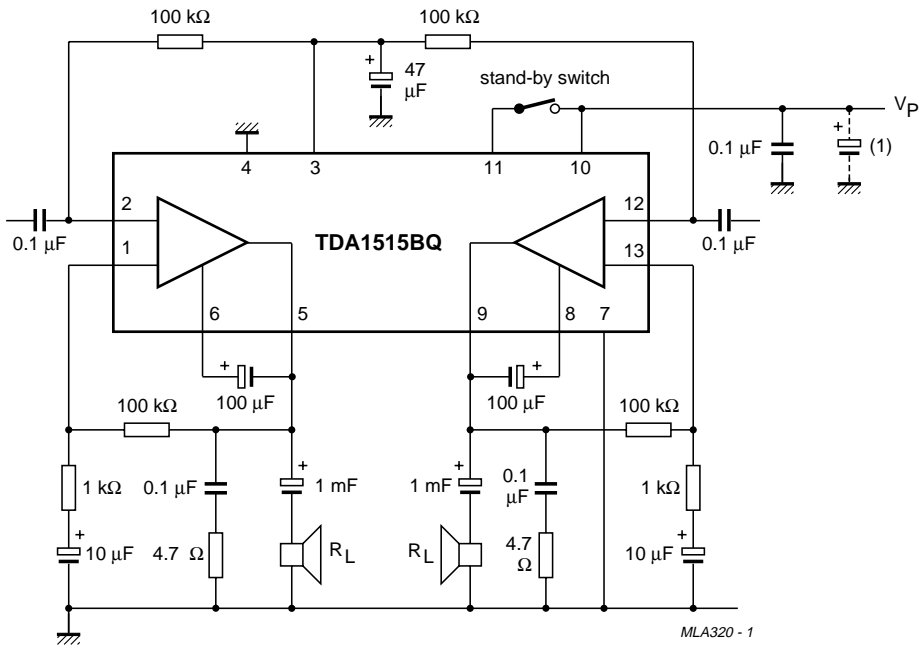 100 kΩ
100 kΩ
+
47
μF
stand-by switch
VP
11
10
4
3
0.1 μF
+
(1)
2
12
0.1 μF
TDA1515BQ
0.1 μF
1
13
6
5
9
8
7
+
100 μF
+
100 μF
100 kΩ
100 kΩ
1 kΩ
0.1 μF
+
1 mF
+
1 mF
0.1
μF
1 kΩ
+
10 μF
4.7 Ω
RL
RL
4.7
Ω
+
10 μF
MLA320 - 1